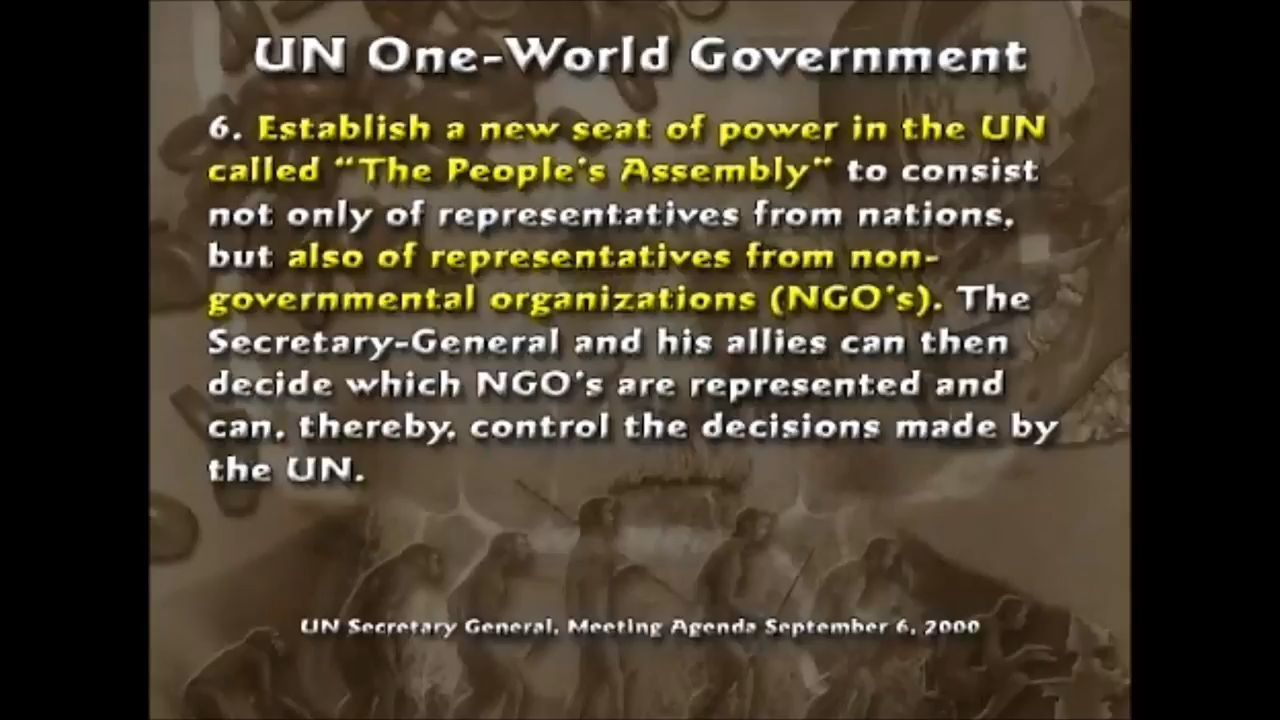 UN One-World Government
6. Establish a new seat of power in the UN
called “The People's Assembly” to consist
not only of representatives from nations,
but also of representatives from non-
governmental organizations (NGO's). The
Secretary-General and his allies can then
decide which NGO's are represented and
can, thereby, control the decisions made by
the UN.
UN Secretary General, Meeting Agenda September 6, 2000